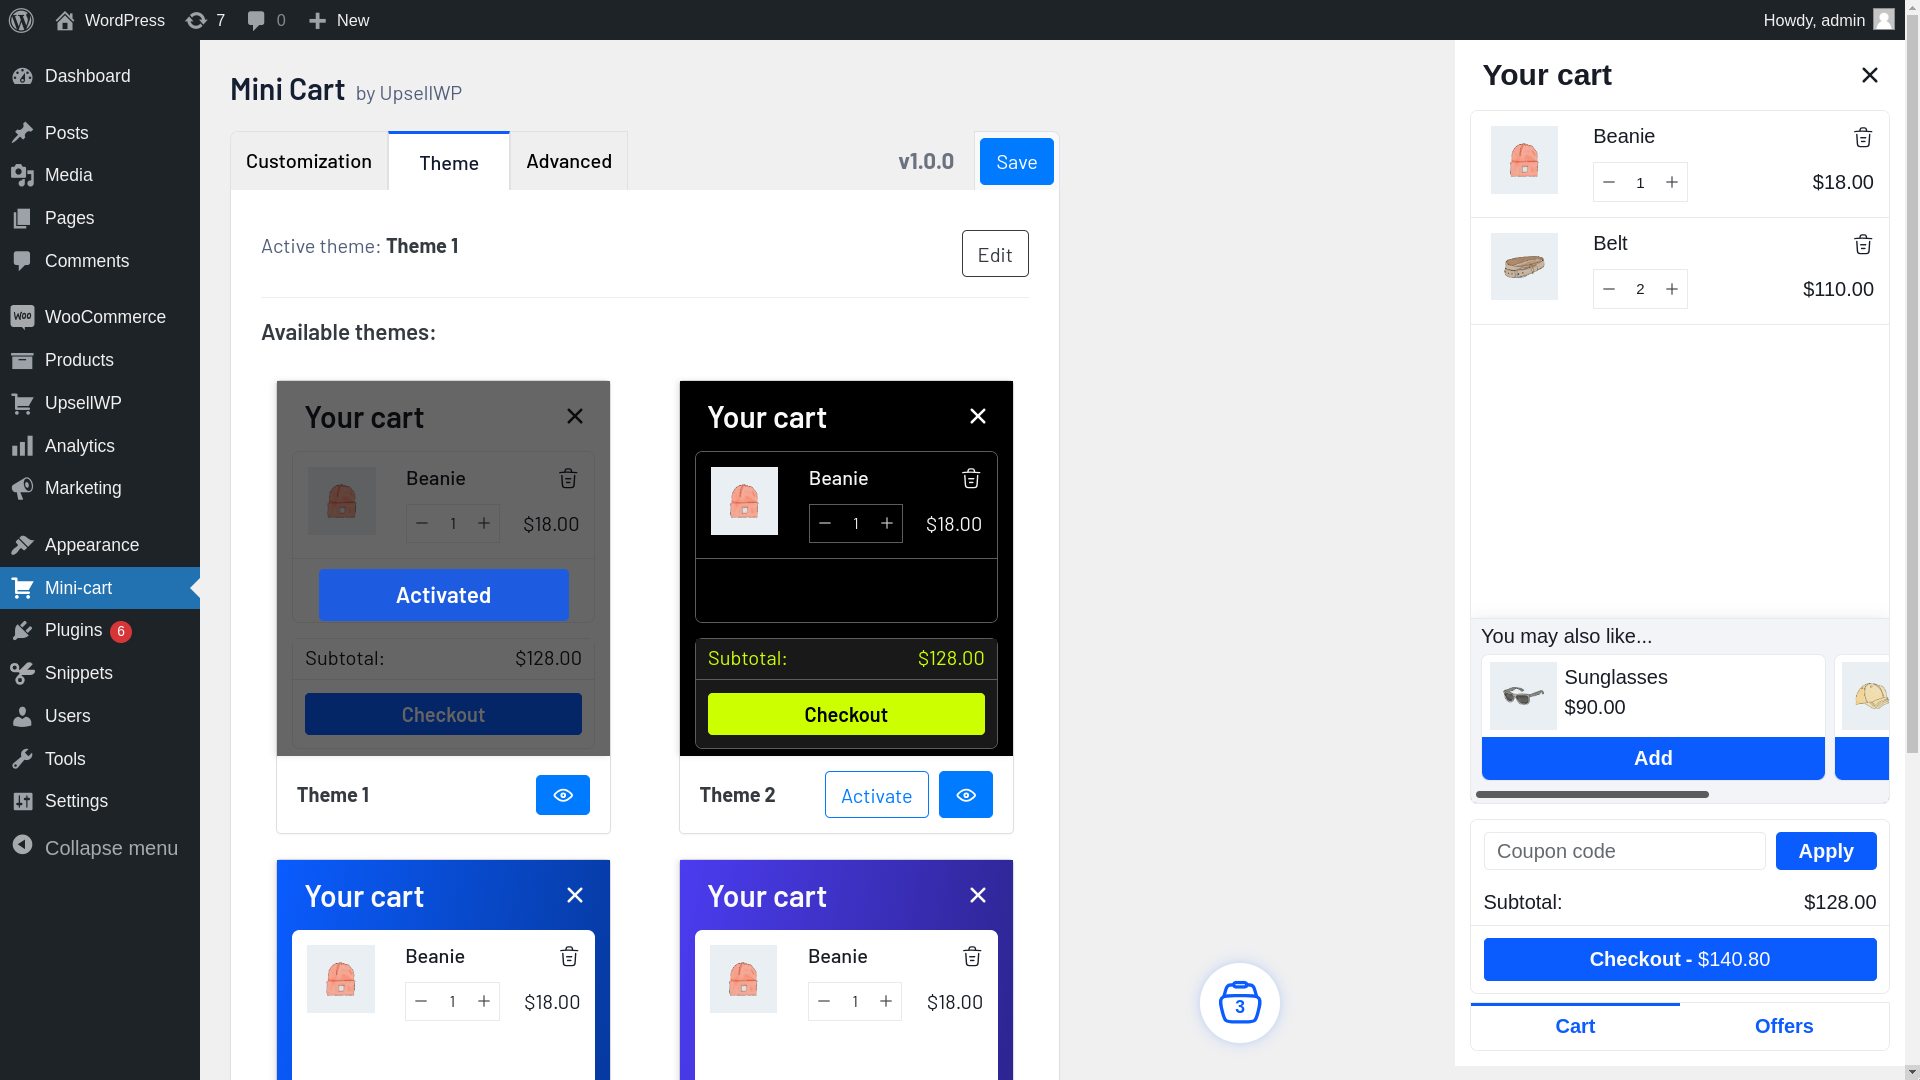 WordPress 7 0 New Howdy, admin
Dashboard
Posts
Media
Pages
Comments
WooCommerce
Products
UpsellWP
Analytics
Marketing
Appearance
Mini-cart
Plugins 6
Snippets
Users
Tools
Settings
Collapse menu
Mini Cart by UpsellWP
Customization Theme Advanced v1.0.0 Save
Active theme: Theme 1 Edit
Available themes:
Your cart
Beanie
1 $18.00
Activated
Subtotal: $128.00
Checkout
Theme 1
Your cart
Beanie
1 $18.00
Subtotal: $128.00
Checkout
Theme 2 Activate
Your cart
Beanie
1 $18.00
Your cart
Beanie
1 $18.00
3
Your cart
Beanie
1 $18.00
Belt
2 $110.00
You may also like...
Sunglasses
$90.00
Add
Coupon code Apply
Subtotal: $128.00
Checkout - $140.80
Cart Offers